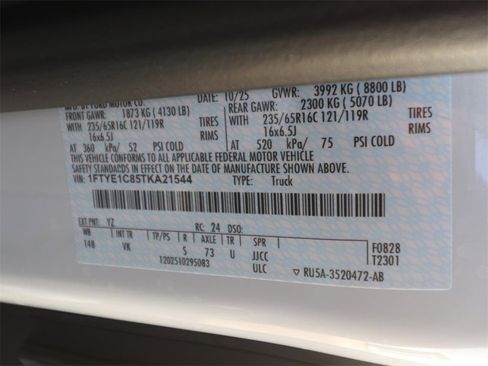 MFD. BY FORD MOTOR CO.
DATE: 10/25 GVWR: 3992 KG ( 8800 LB)
FRONT GAWR: 1873 KG ( 4130 LB) REAR GAWR: 2300 KG ( 5070 LB)
WITH 235/65R16C 121/119R TIRES WITH 235/65R16C 121/119R TIRES
16x6.5J RIMS 16x6.5J RIMS
AT 360 kPa/ 52 PSI COLD AT 520 kPa/ 75 PSI COLD
THIS VEHICLE CONFORMS TO ALL APPLICABLE FEDERAL MOTOR VEHICLE
SAFETY STANDARDS IN EFFECT ON THE DATE OF MANUFACTURE SHOWN ABOVE.
VIN: 1FTYE1C85TKA21544 TYPE: Truck
EXT PNT: YZ RC: 24 DSO:
WB INT TR TP/PS R AXLE TR SPR F0828
148 VK S 73 U JJCC T2301
1202510295083 ULC RU5A-3520472-AB